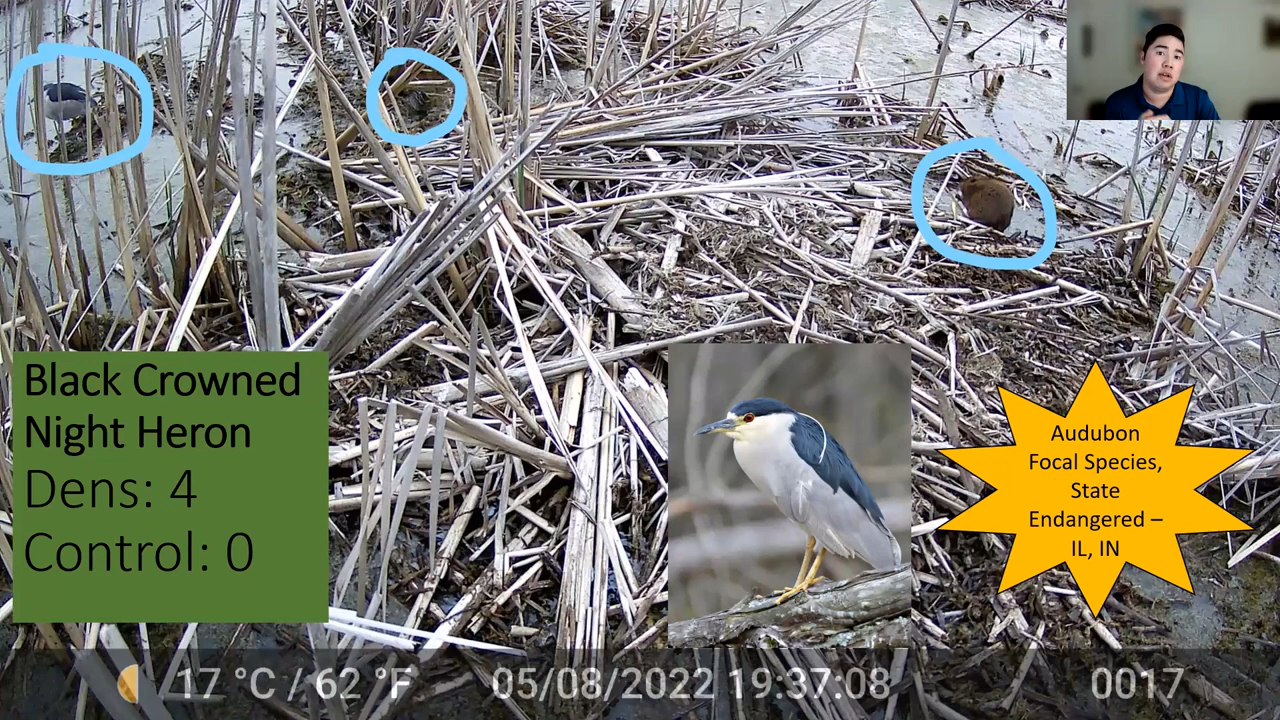 Black Crowned
Night Heron
Dens: 4
Control: 0
Audubon
Focal Species,
State
Endangered –
IL, IN
17 °C / 62 °F 05/08/2022 19:37:08 0017